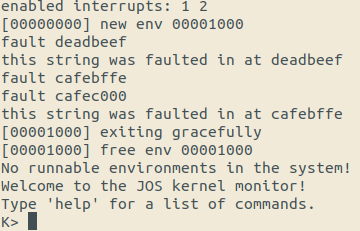 enabled interrupts: 1 2
[00000000] new env 00001000
fault deadbeef
this string was faulted in at deadbeef
fault cafebffe
fault cafec000
this string was faulted in at cafebffe
[00001000] exiting gracefully
[00001000] free env 00001000
No runnable environments in the system!
Welcome to the JOS kernel monitor!
Type 'help' for a list of commands.
K>